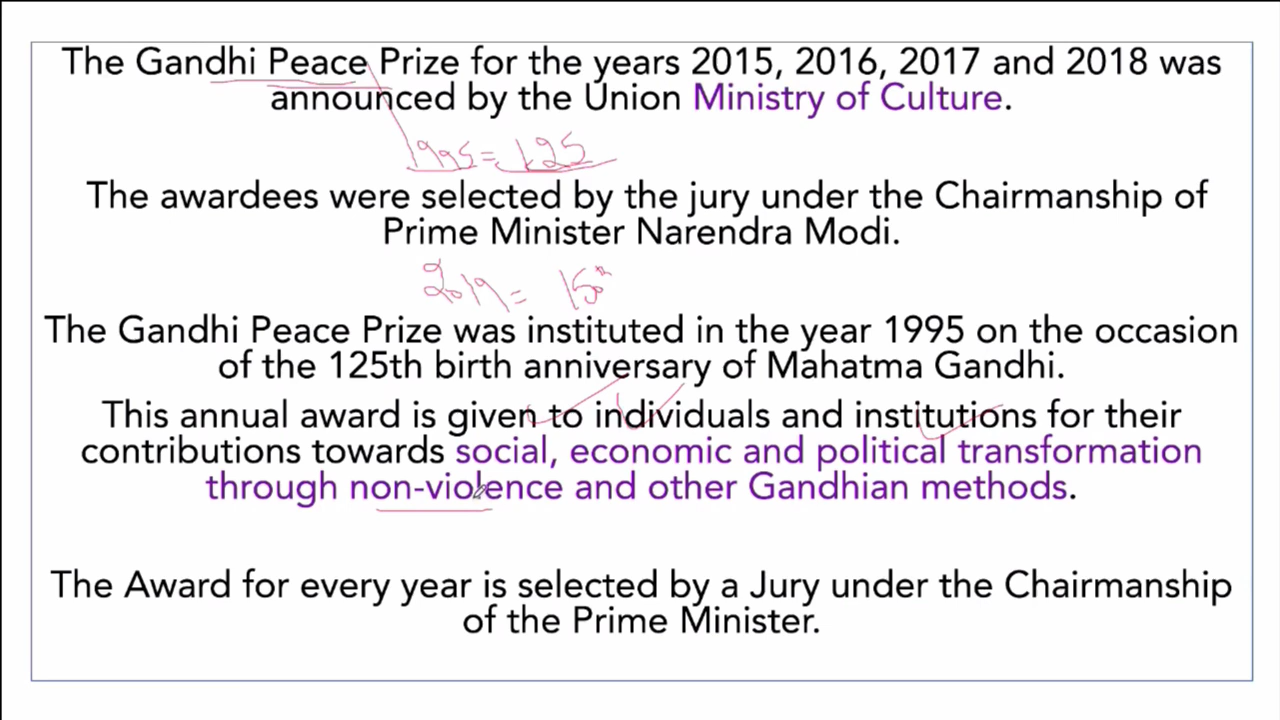 The Gandhi Peace Prize for the years 2015, 2016, 2017 and 2018 was
announced by the Union Ministry of Culture.
1995 = 125
The awardees were selected by the jury under the Chairmanship of
Prime Minister Narendra Modi.
2019 = 150th
The Gandhi Peace Prize was instituted in the year 1995 on the occasion
of the 125th birth anniversary of Mahatma Gandhi.
This annual award is given to individuals and institutions for their
contributions towards social, economic and political transformation
through non-violence and other Gandhian methods.
The Award for every year is selected by a Jury under the Chairmanship
of the Prime Minister.